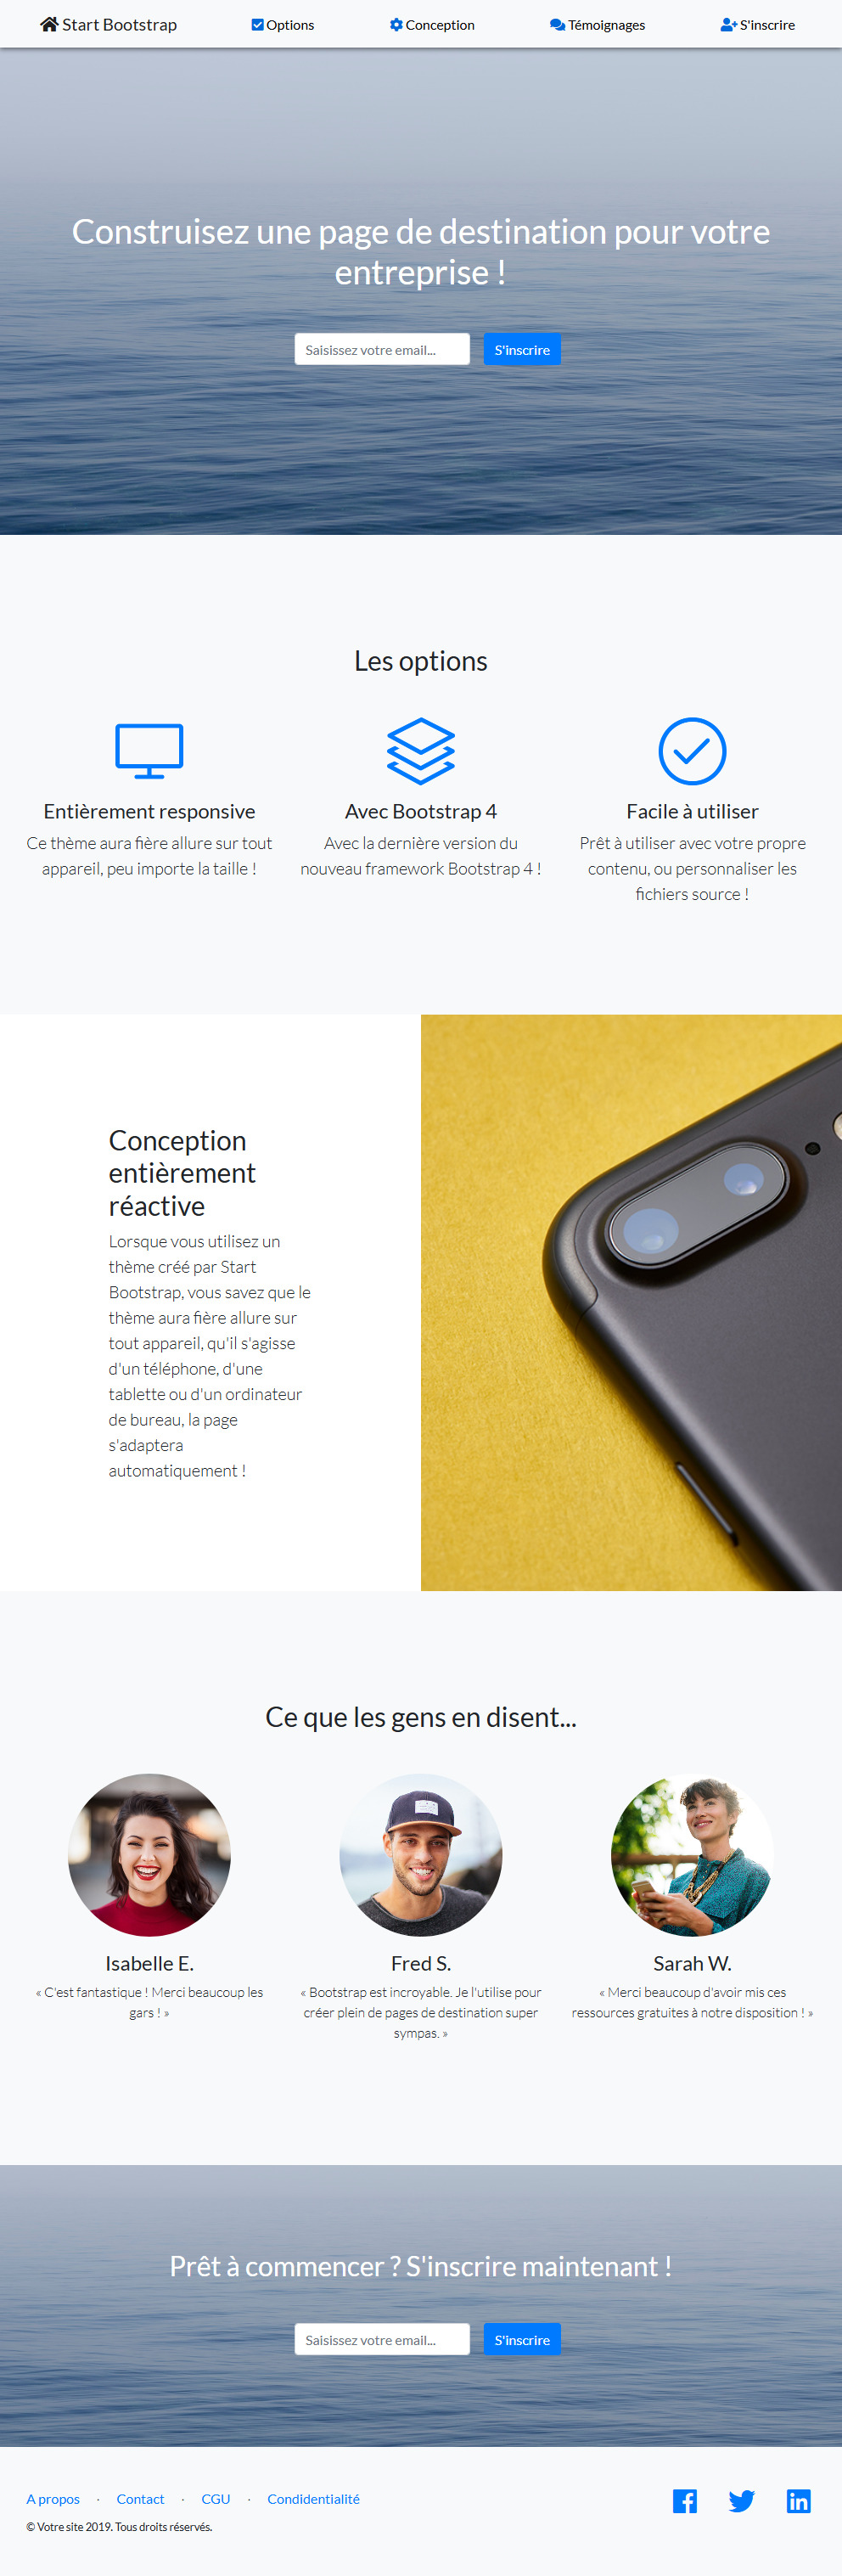 Start Bootstrap Options Conception Témoignages S'inscrire
Construisez une page de destination pour votre
entreprise !
Saisissez votre email... S'inscrire
Les options
Entièrement responsive
Ce thème aura fière allure sur tout
appareil, peu importe la taille !
Avec Bootstrap 4
Avec la dernière version du
nouveau framework Bootstrap 4 !
Facile à utiliser
Prêt à utiliser avec votre propre
contenu, ou personnaliser les
fichiers source !
Conception
entièrement
réactive
Lorsque vous utilisez un
thème créé par Start
Bootstrap, vous savez que le
thème aura fière allure sur
tout appareil, qu'il s'agisse
d'un téléphone, d'une
tablette ou d'un ordinateur
de bureau, la page
s'adaptera
automatiquement !
Ce que les gens en disent...
Isabelle E.
« C'est fantastique ! Merci beaucoup les
gars ! »
Fred S.
« Bootstrap est incroyable. Je l'utilise pour
créer plein de pages de destination super
sympas. »
Sarah W.
« Merci beaucoup d'avoir mis ces
ressources gratuites à notre disposition ! »
Prêt à commencer ? S'inscrire maintenant !
Saisissez votre email... S'inscrire
A propos · Contact · CGU · Condidentialité
© Votre site 2019. Tous droits réservés.